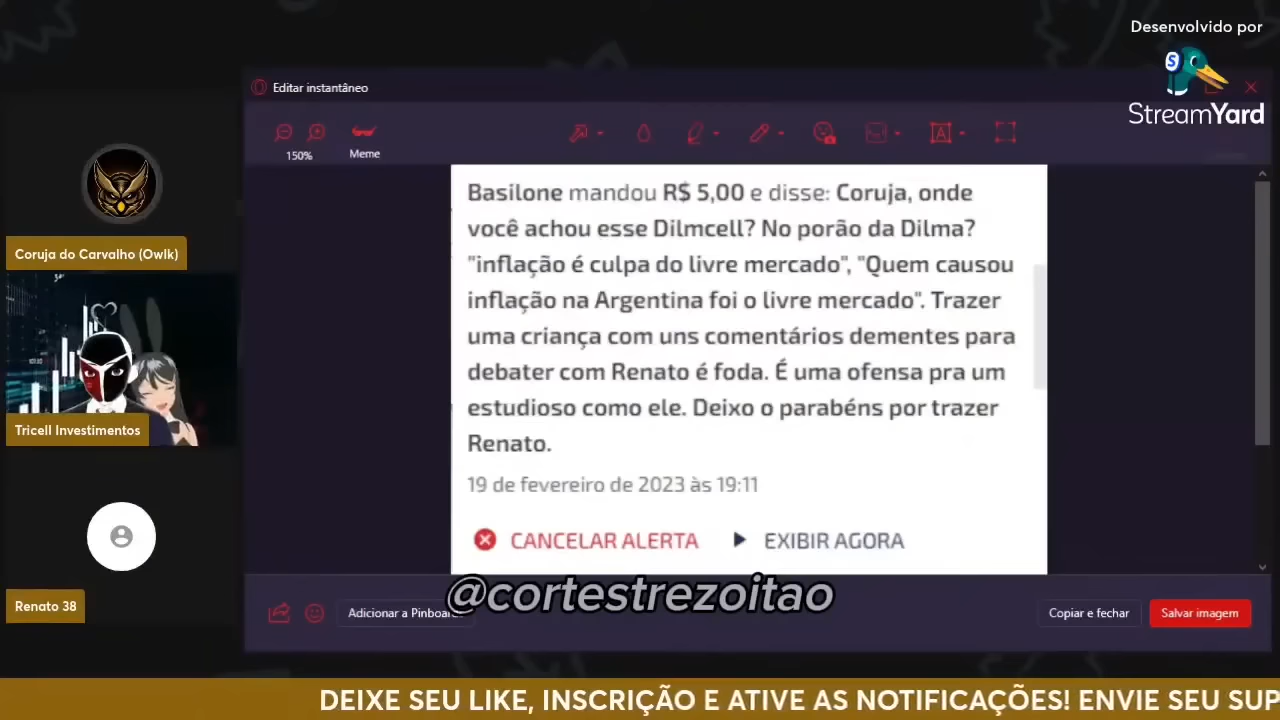 Desenvolvido por
StreamYard
Editar instantâneo
150%
Meme
Basilone mandou R$ 5,00 e disse: Coruja, onde
você achou esse Dilmcell? No porão da Dilma?
"inflação é culpa do livre mercado", "Quem causou
inflação na Argentina foi o livre mercado". Trazer
uma criança com uns comentários dementes para
debater com Renato é foda. É uma ofensa pra um
estudioso como ele. Deixo o parabéns por trazer
Renato.
19 de fevereiro de 2023 às 19:11
CANCELAR ALERTA
EXIBIR AGORA
Coruja do Carvalho (Owlk)
Tricell Investimentos
Renato 38
@cortestrezoitao
Adicionar a
Copiar e fechar
Salvar imagem
DEIXE SEU LIKE, INSCRIÇÃO E ATIVE AS NOTIFICAÇÕES! ENVIE SEU SUP